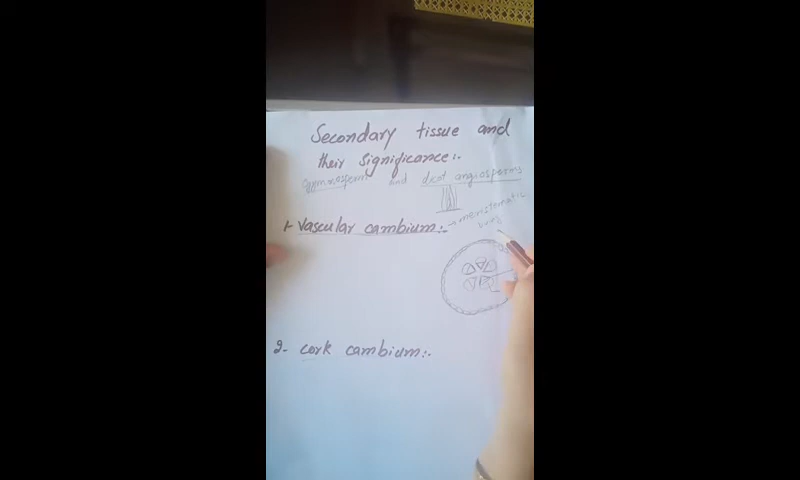 Secondary tissue and
their significance:-
Gymnosperm and dicot angiosperms
1- Vascular cambium:- → meristematic
2- Cork cambium:-